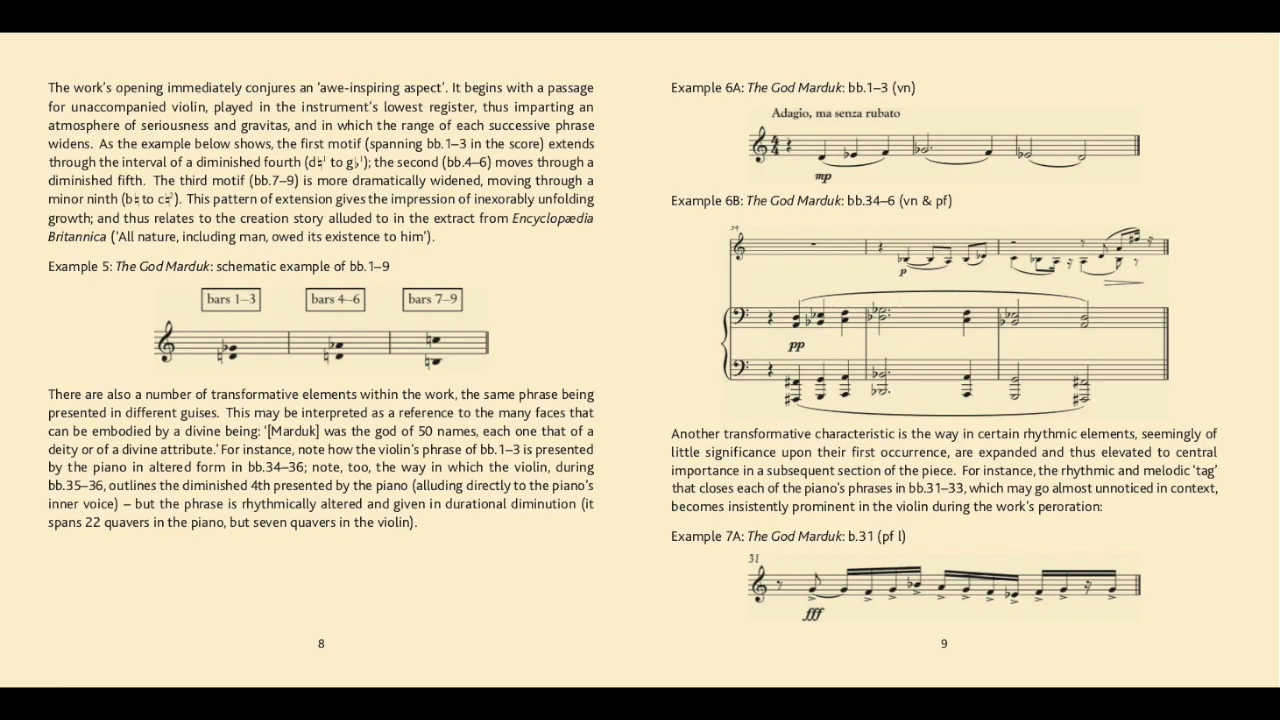 The work's opening immediately conjures an 'awe-inspiring aspect'. It begins with a passage
for unaccompanied violin, played in the instrument's lowest register, thus imparting an
atmosphere of seriousness and gravitas, and in which the range of each successive phrase
widens. As the example below shows, the first motif (spanning bb.1–3 in the score) extends
through the interval of a diminished fourth (d♮¹ to g♭¹); the second (bb.4–6) moves through a
diminished fifth. The third motif (bb.7–9) is more dramatically widened, moving through a
minor ninth (b♮ to c♮²). This pattern of extension gives the impression of inexorably unfolding
growth; and thus relates to the creation story alluded to in the extract from Encyclopædia
Britannica ('All nature, including man, owed its existence to him').
Example 5: The God Marduk: schematic example of bb.1–9
bars 1–3 bars 4–6 bars 7–9
There are also a number of transformative elements within the work, the same phrase being
presented in different guises. This may be interpreted as a reference to the many faces that
can be embodied by a divine being: '[Marduk] was the god of 50 names, each one that of a
deity or of a divine attribute.' For instance, note how the violin's phrase of bb.1–3 is presented
by the piano in altered form in bb.34–36; note, too, the way in which the violin, during
bb.35–36, outlines the diminished 4th presented by the piano (alluding directly to the piano's
inner voice) – but the phrase is rhythmically altered and given in durational diminution (it
spans 22 quavers in the piano, but seven quavers in the violin).
8
Example 6A: The God Marduk: bb.1–3 (vn)
Adagio, ma senza rubato
4
4
mp
Example 6B: The God Marduk: bb.34–6 (vn & pf)
34
p
pp
Another transformative characteristic is the way in certain rhythmic elements, seemingly of
little significance upon their first occurrence, are expanded and thus elevated to central
importance in a subsequent section of the piece. For instance, the rhythmic and melodic 'tag'
that closes each of the piano's phrases in bb.31–33, which may go almost unnoticed in context,
becomes insistently prominent in the violin during the work's peroration:
Example 7A: The God Marduk: b.31 (pf l)
31
fff
9